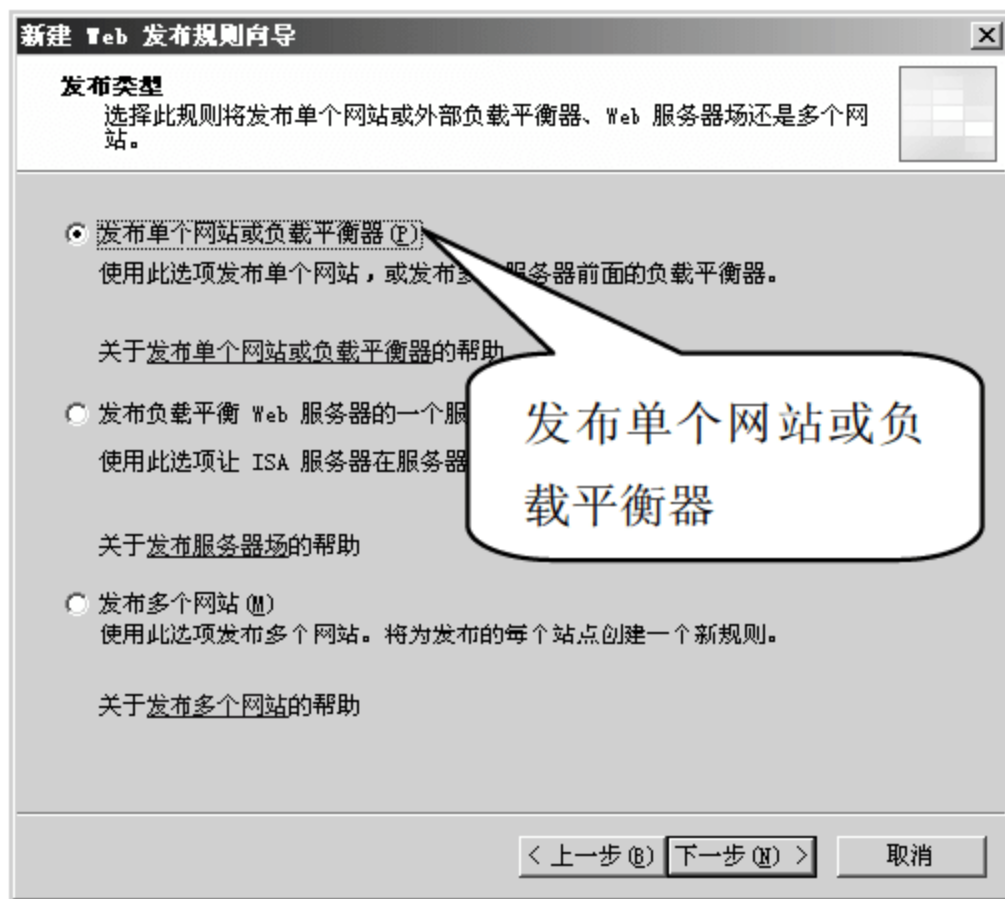 新建 Web 发布规则向导
发布类型
选择此规则将发布单个网站或外部负载平衡器、Web 服务器场还是多个网
站。
发布单个网站或负载平衡器(P)
使用此选项发布单个网站,或发布多 服务器前面的负载平衡器。
关于发布单个网站或负载平衡器的帮助
发布负载平衡 Web 服务器的一个服
使用此选项让 ISA 服务器在服务器
发布单个网站或负
载平衡器
关于发布服务器场的帮助
发布多个网站(M)
使用此选项发布多个网站。将为发布的每个站点创建一个新规则。
关于发布多个网站的帮助
< 上一步(B) 下一步(N) > 取消